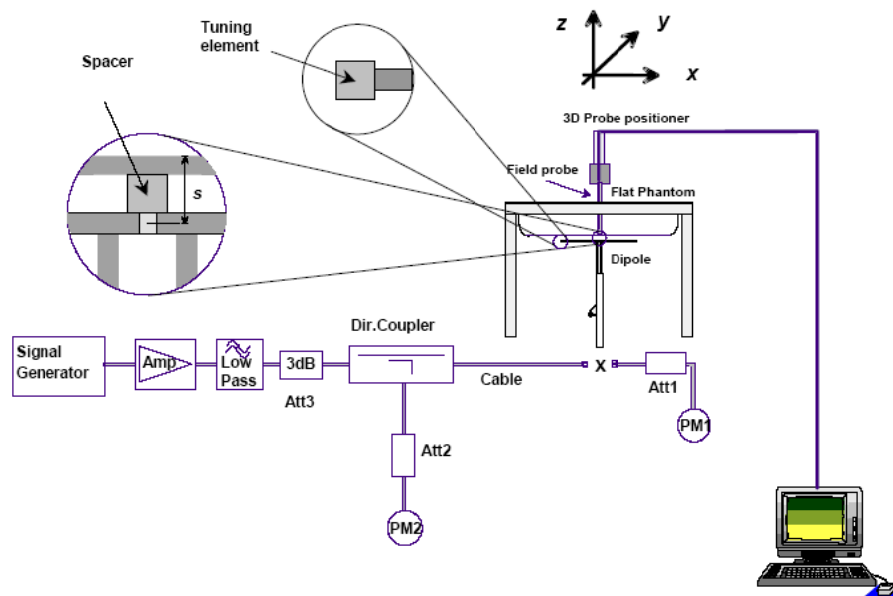 Tuning
element
Spacer
s
z
y
x
3D Probe positioner
Field probe
Flat Phantom
Dipole
Dir.Coupler
Signal
Generator
Amp
Low
Pass
3dB
Att3
Cable
x
Att1
PM1
Att2
PM2